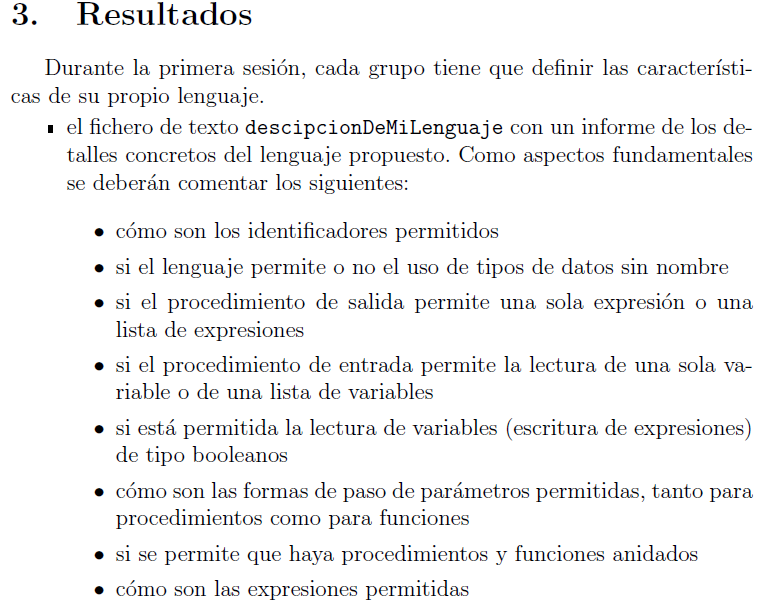 3. Resultados
Durante la primera sesión, cada grupo tiene que definir las característi-
cas de su propio lenguaje.
▪ el fichero de texto descipcionDeMiLenguaje con un informe de los de-
talles concretos del lenguaje propuesto. Como aspectos fundamentales
se deberán comentar los siguientes:
• cómo son los identificadores permitidos
• si el lenguaje permite o no el uso de tipos de datos sin nombre
• si el procedimiento de salida permite una sola expresión o una
lista de expresiones
• si el procedimiento de entrada permite la lectura de una sola va-
riable o de una lista de variables
• si está permitida la lectura de variables (escritura de expresiones)
de tipo booleanos
• cómo son las formas de paso de parámetros permitidas, tanto para
procedimientos como para funciones
• si se permite que haya procedimientos y funciones anidados
• cómo son las expresiones permitidas